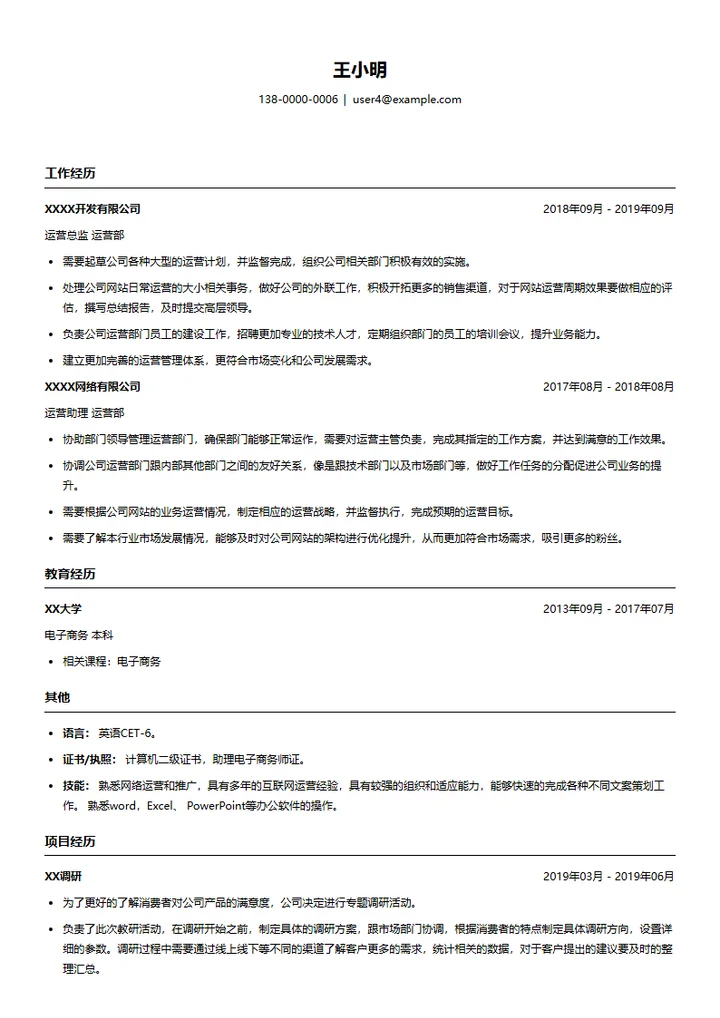 王小明
138-0000-0006 | user4@example.com
工作经历
XXXX开发有限公司 2018年09月 - 2019年09月
运营总监 运营部
• 需要起草公司各种大型的运营计划，并监督完成，组织公司相关部门积极有效的实施。
• 处理公司网站日常运营的大小相关事务，做好公司的外联工作，积极开拓更多的销售渠道，对于网站运营周期效果要做相应的评
估，撰写总结报告，及时提交高层领导。
• 负责公司运营部门员工的建设工作，招聘更加专业的技术人才，定期组织部门的员工的培训会议，提升业务能力。
• 建立更加完善的运营管理体系，更符合市场变化和公司发展需求。
XXXX网络有限公司 2017年08月 - 2018年08月
运营助理 运营部
• 协助部门领导管理运营部门，确保部门能够正常运作，需要对运营主管负责，完成其指定的工作方案，并达到满意的工作效果。
• 协调公司运营部门跟内部其他部门之间的友好关系，像是跟技术部门以及市场部门等，做好工作任务的分配促进公司业务的提
升。
• 需要根据公司网站的业务运营情况，制定相应的运营战略，并监督执行，完成预期的运营目标。
• 需要了解本行业市场发展情况，能够及时对公司网站的架构进行优化提升，从而更加符合市场需求，吸引更多的粉丝。
教育经历
XX大学 2013年09月 - 2017年07月
电子商务 本科
• 相关课程：电子商务
其他
• 语言： 英语CET-6。
• 证书/执照： 计算机二级证书，助理电子商务师证。
• 技能： 熟悉网络运营和推广，具有多年的互联网运营经验，具有较强的组织和适应能力，能够快速的完成各种不同文案策划工
作。 熟悉word，Excel、 PowerPoint等办公软件的操作。
项目经历
XX调研 2019年03月 - 2019年06月
• 为了更好的了解消费者对公司产品的满意度，公司决定进行专题调研活动。
• 负责了此次教研活动，在调研开始之前，制定具体的调研方案，跟市场部门协调，根据消费者的特点制定具体调研方向，设置详
细的参数。调研过程中需要通过线上线下等不同的渠道了解客户更多的需求，统计相关的数据，对于客户提出的建议要及时的整
理汇总。